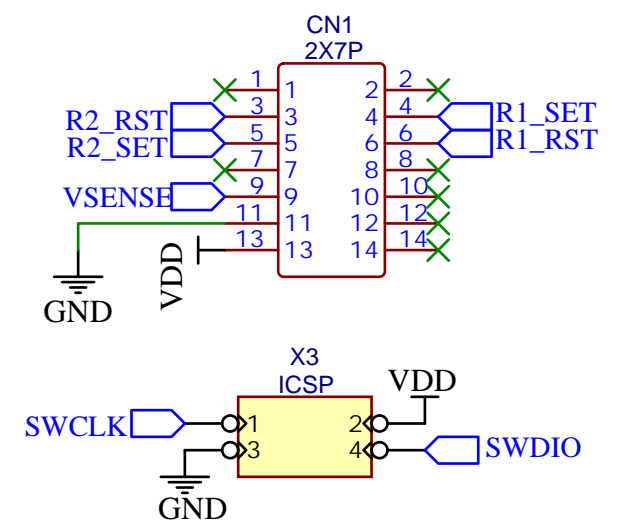 CN1
2X7P
1 1 2 2
R2_RST 3 3 4 4 R1_SET
R2_SET 5 5 6 6 R1_RST
7 7 8 8
VSENSE 9 9 10 10
11 11 12 12
13 13 14 14
VDD
GND
X3
ICSP
VDD
SWCLK 1 2
3 4 SWDIO
GND